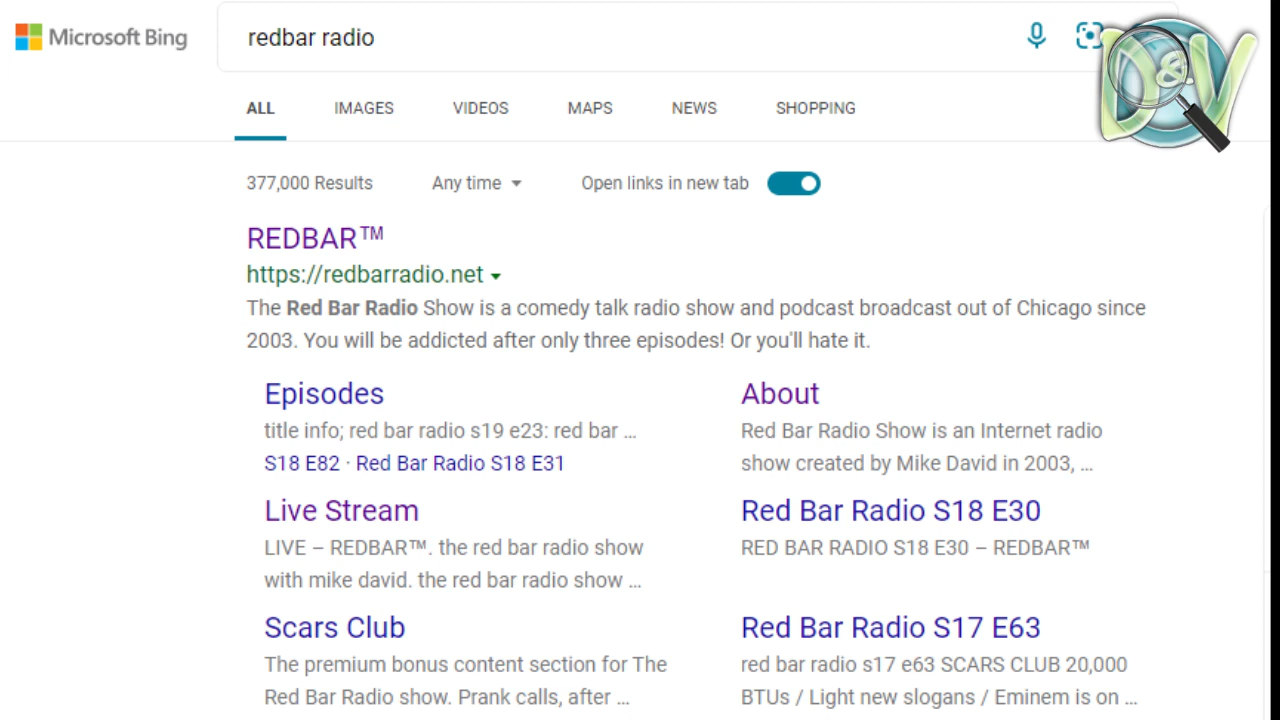 Microsoft Bing
redbar radio
D&V
ALL IMAGES VIDEOS MAPS NEWS SHOPPING
377,000 Results Any time Open links in new tab
REDBAR™
https://redbarradio.net
The Red Bar Radio Show is a comedy talk radio show and podcast broadcast out of Chicago since
2003. You will be addicted after only three episodes! Or you'll hate it.
Episodes
title info; red bar radio s19 e23: red bar ...
S18 E82 · Red Bar Radio S18 E31
About
Red Bar Radio Show is an Internet radio
show created by Mike David in 2003, ...
Live Stream
LIVE – REDBAR™. the red bar radio show
with mike david. the red bar radio show ...
Red Bar Radio S18 E30
RED BAR RADIO S18 E30 – REDBAR™
Scars Club
The premium bonus content section for The
Red Bar Radio show. Prank calls, after ...
Red Bar Radio S17 E63
red bar radio s17 e63 SCARS CLUB 20,000
BTUs / Light new slogans / Eminem is on ...